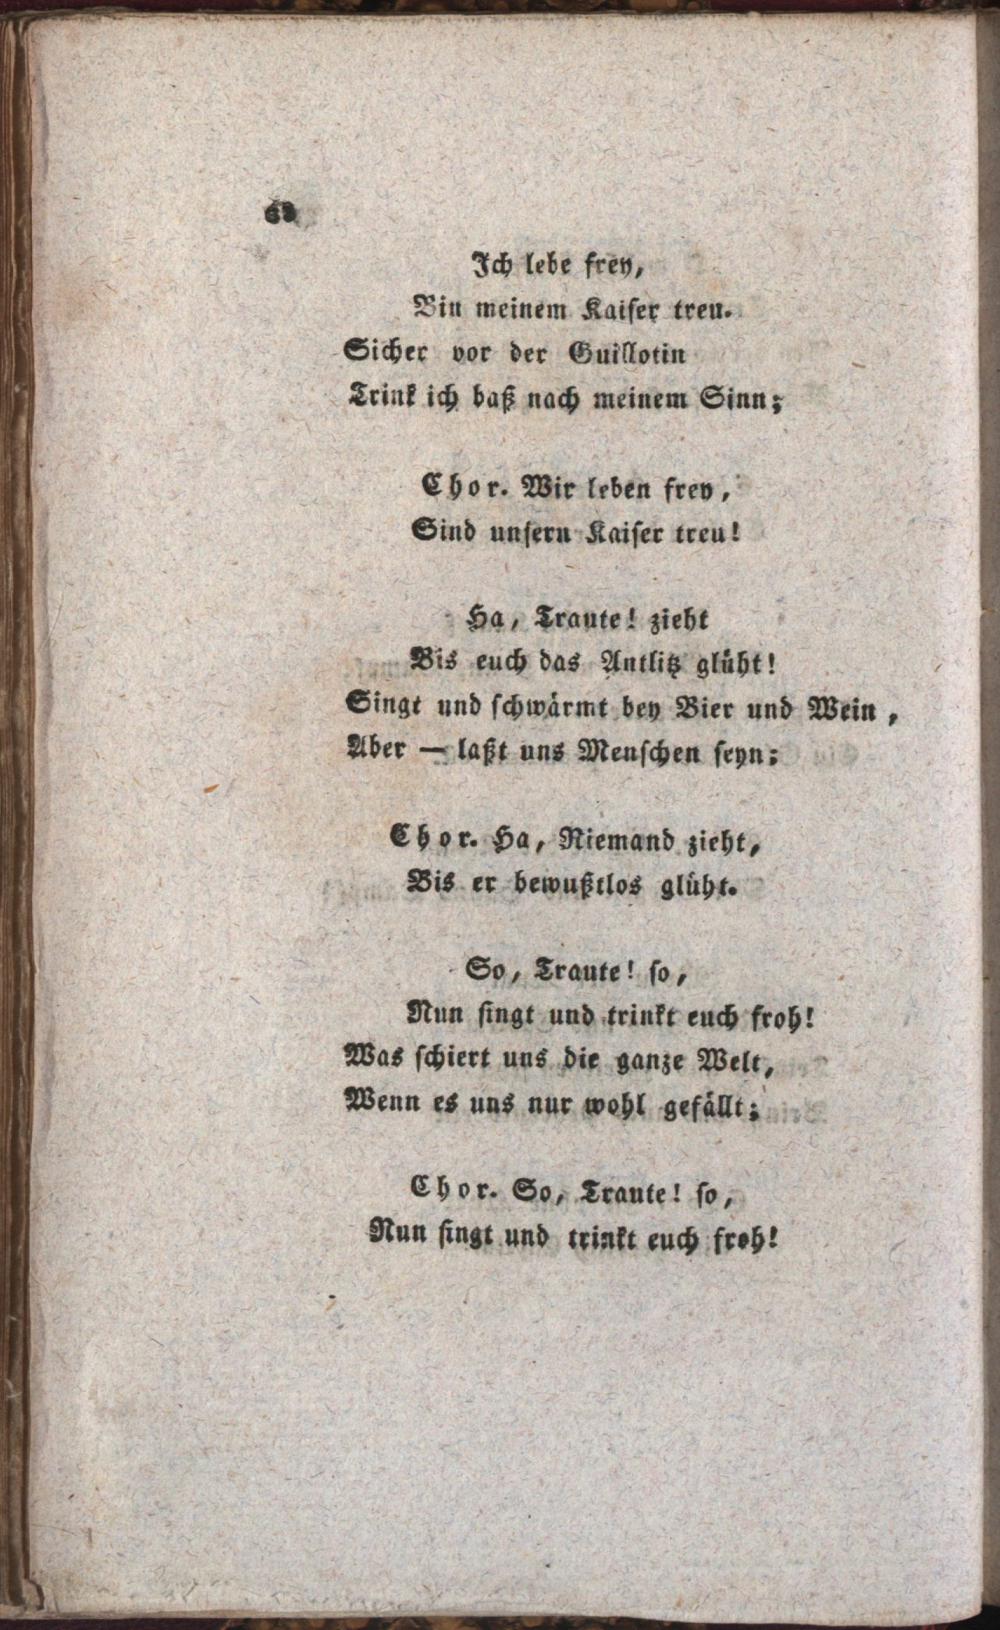 Ich lebe frey,
Bin meinem Kaiser treu.
Sicher vor der Guillotin
Trink ich baß nach meinem Sinn;
Chor. Wir leben frey,
Sind unsern Kaiser treu!
Ha, Traute! zieht
Bis euch das Antlitz glüht!
Singt und schwärmt bey Bier und Wein,
Aber — laßt uns Menschen seyn;
Chor. Ha, Niemand zieht,
Bis er bewußtlos glüht.
So, Traute! so,
Nun singt und trinkt euch froh!
Was schiert uns die ganze Welt,
Wenn es uns nur wohl gefällt;
Chor. So, Traute! so,
Nun singt und trinkt euch froh!